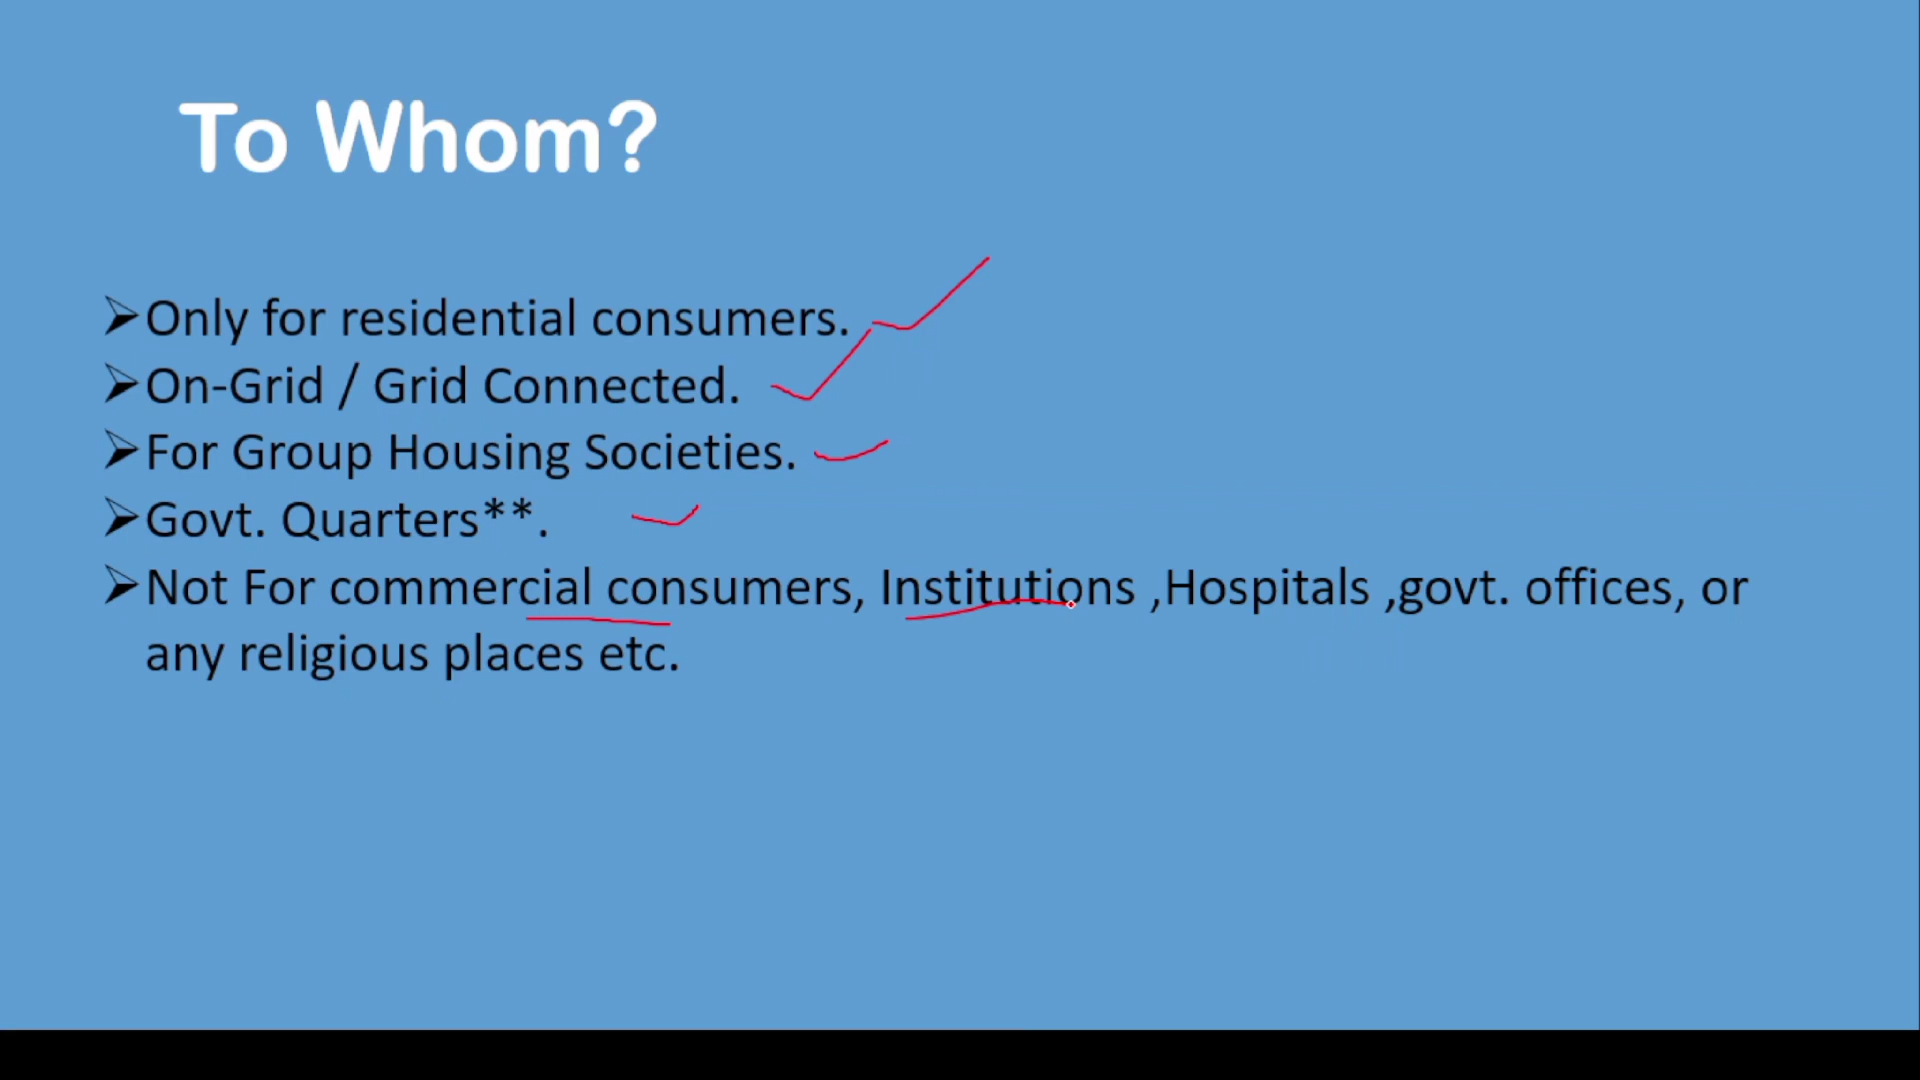 To Whom?
➢Only for residential consumers.
➢On-Grid / Grid Connected.
➢For Group Housing Societies.
➢Govt. Quarters**.
➢Not For commercial consumers, Institutions ,Hospitals ,govt. offices, or
any religious places etc.